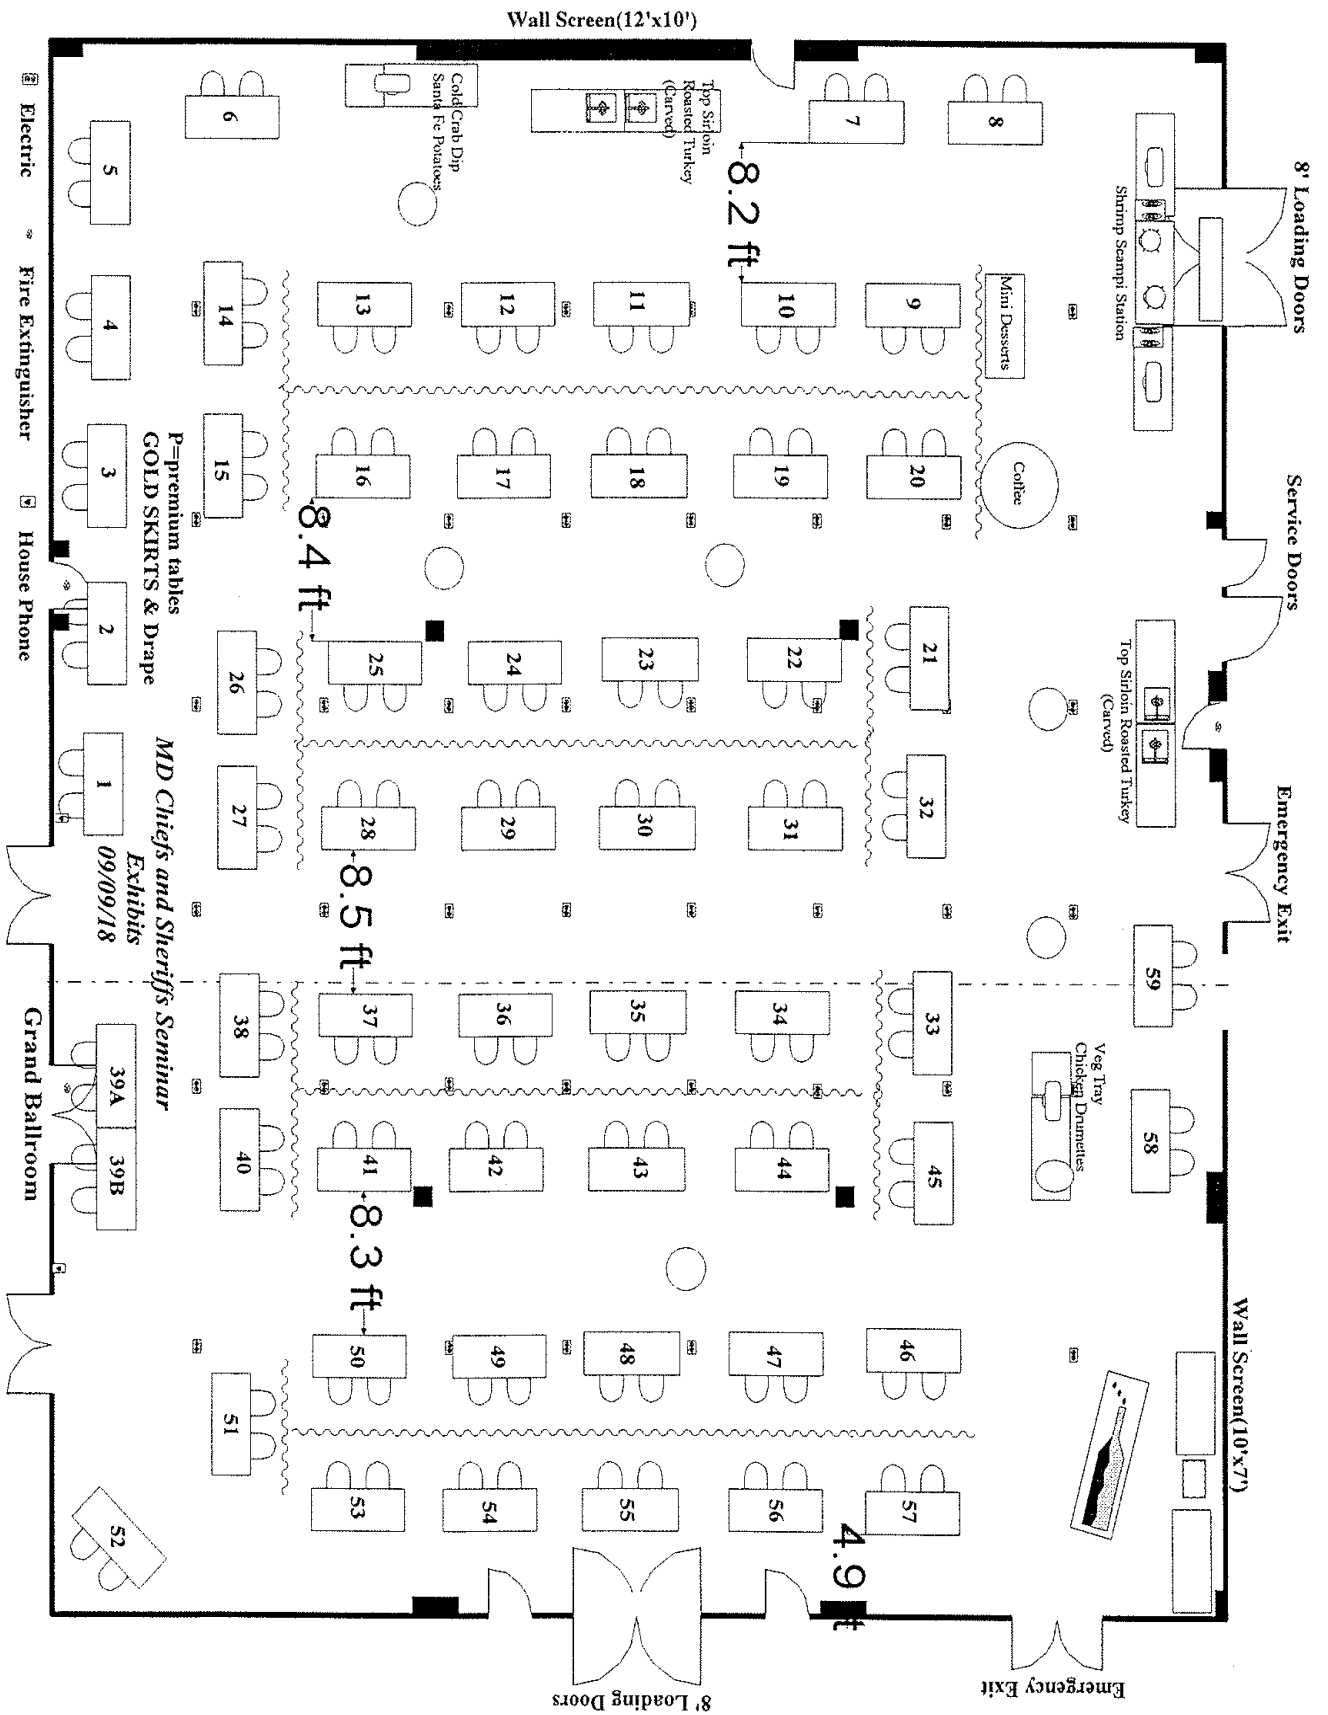 Wall Screen(12'x10')
Electric
Fire Extinguisher
House Phone
8' Loading Doors
Service Doors
Emergency Exit
Wall Screen(10'x7')
Emergency Exit
8' Loading Doors
Grand Ballroom
MD Chiefs and Sheriffs Seminar
Exhibits
09/09/18
P=premium tables
GOLD SKIRTS & Drape
Cold Crab Dip
Santa Fe Potatoes
Top Sirloin
Roasted Turkey
(Carved)
Shrimp Scampi Station
Mini Desserts
Coffee
Top Sirloin Roasted Turkey
(Carved)
Veg Tray
Chicken Drumettes
8.2 ft
8.4 ft
8.5 ft
8.3 ft
4.9 ft
6
7
8
5
4
3
2
1
14
13
12
11
10
9
15
16
17
18
19
20
26
25
24
23
22
21
27
28
29
30
31
32
38
37
36
35
34
33
59
39A
39B
40
41
42
43
44
45
58
50
49
48
47
46
51
52
53
54
55
56
57